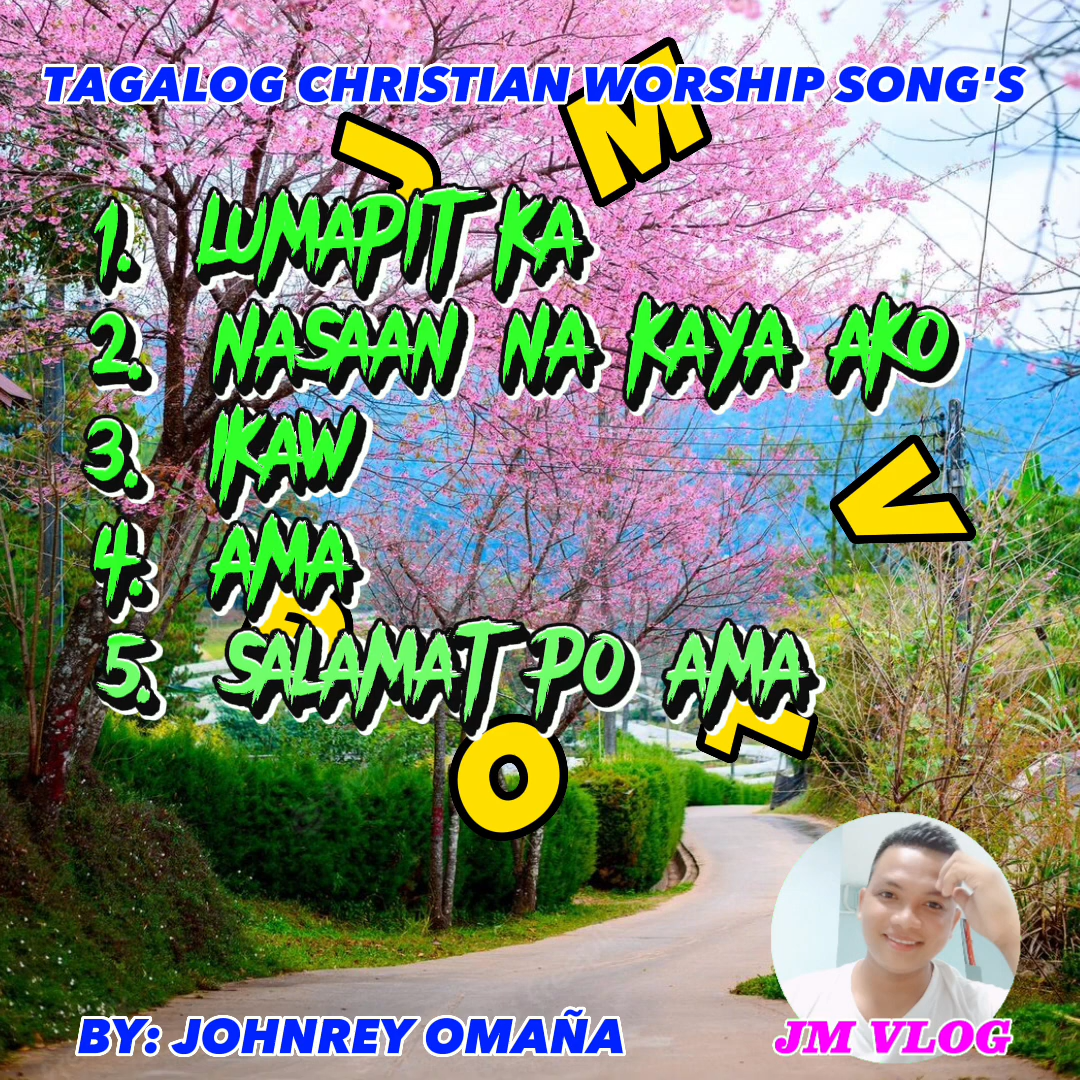 TAGALOG CHRISTIAN WORSHIP SONG'S
J M
1. LUMAPIT KA
2. NASAAN NA KAYA AKO
3. IKAW
V
4. AMA
5. SALAMAT PO AMA
O
BY: JOHNREY OMAÑA
JM VLOG